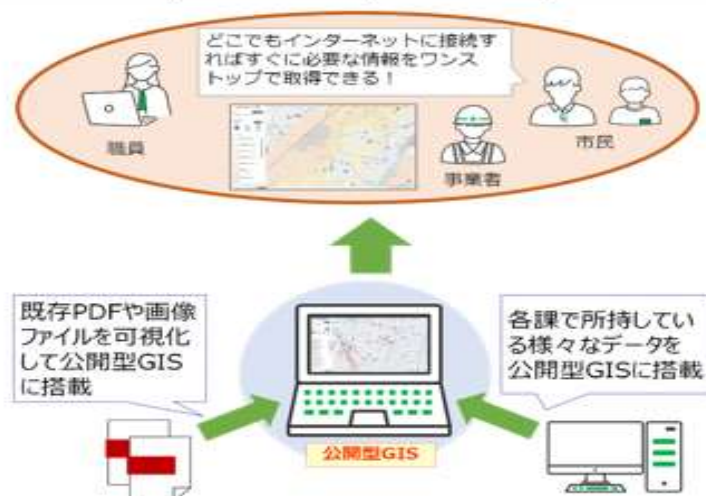 どこでもインターネットに接続す
ればすぐに必要な情報をワンス
トップで取得できる！
職員
市民
事業者
既存PDFや画像
ファイルを可視化
して公開型GIS
に搭載
各課で所持してい
る様々なデータを
公開型GISに搭載
公開型GIS